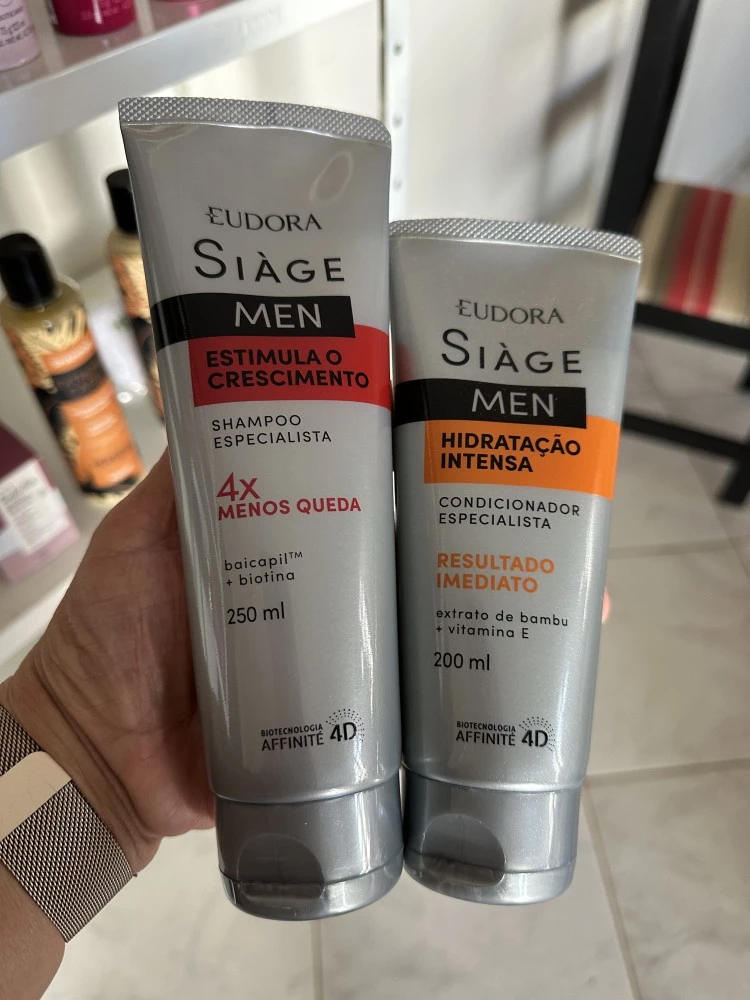 EUDORA
SIÀGE
MEN
ESTIMULA O
CRESCIMENTO
SHAMPOO
ESPECIALISTA
4x
MENOS QUEDA
baicapil™
+ biotina
250 ml
BIOTECNOLOGIA
AFFINITÉ 4D
EUDORA
SIÀGE
MEN
HIDRATAÇÃO
INTENSA
CONDICIONADOR
ESPECIALISTA
RESULTADO
IMEDIATO
extrato de bambu
+ vitamina E
200 ml
BIOTECNOLOGIA
AFFINITÉ 4D